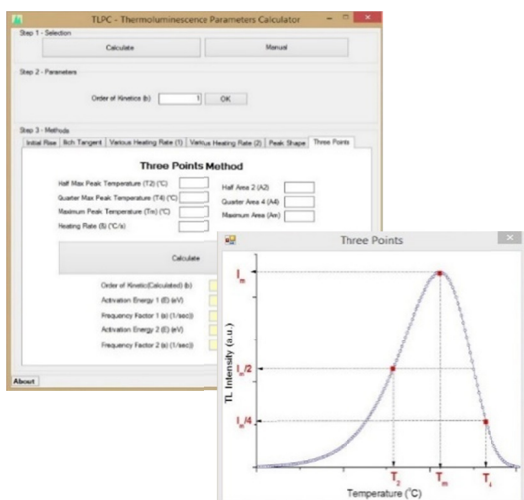 TLPC - Thermoluminescence Parameters Calculator
Step 1 - Selection
Calculate Manual
Step 2 - Parameters
Order of Kinetics (b) 1 OK
Step 3 - Methods
Initial Rise Ilich Tangent Various Heating Rate (1) Various Heating Rate (2) Peak Shape Three Points
Three Points Method
Half Max Peak Temperature (T2) (°C) Half Area 2 (A2)
Quarter Max Peak Temperature (T4) (°C) Quarter Area 4 (A4)
Maximum Peak Temperature (Tm) (°C) Maximum Area (Am)
Heating Rate (ß) (°C/s)
Calculate
Order of Kinetic(Calculated) (b)
Activation Energy 1 (E) (eV)
Frequency Factor 1 (s) (1/sec))
Activation Energy 2 (E) (eV)
Frequency Factor 2 (s) (1/sec))
About
Three Points
TL Intensity (a.u.)
Im
Im/2
Im/4
T2 Tm T4
Temperature (°C)